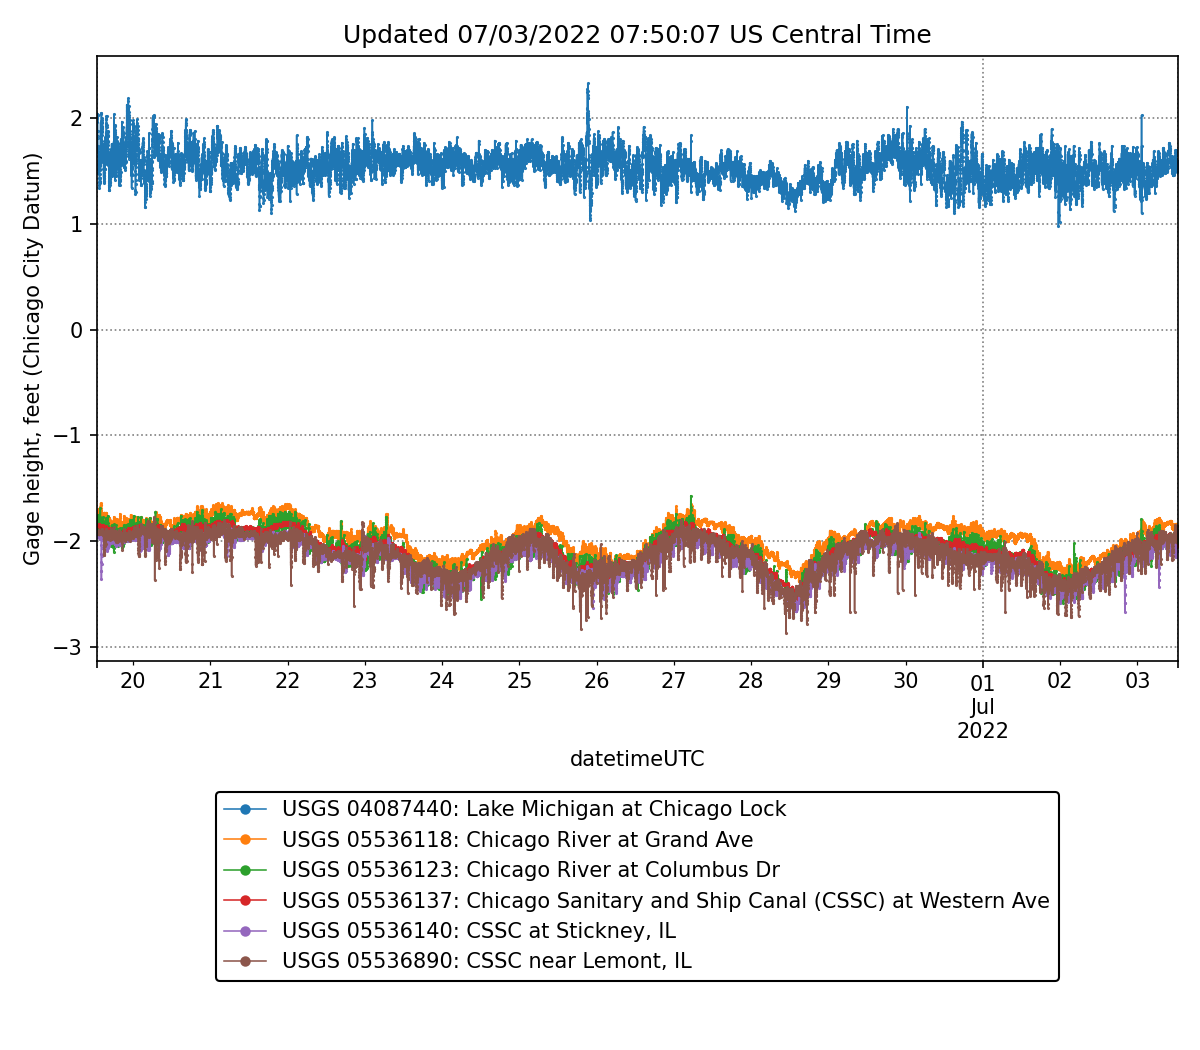 Updated 07/03/2022 07:50:07 US Central Time
Gage height, feet (Chicago City Datum)
2
1
0
−1
−2
−3
20 21 22 23 24 25 26 27 28 29 30 01 02 03
Jul
2022
datetimeUTC
USGS 04087440: Lake Michigan at Chicago Lock
USGS 05536118: Chicago River at Grand Ave
USGS 05536123: Chicago River at Columbus Dr
USGS 05536137: Chicago Sanitary and Ship Canal (CSSC) at Western Ave
USGS 05536140: CSSC at Stickney, IL
USGS 05536890: CSSC near Lemont, IL